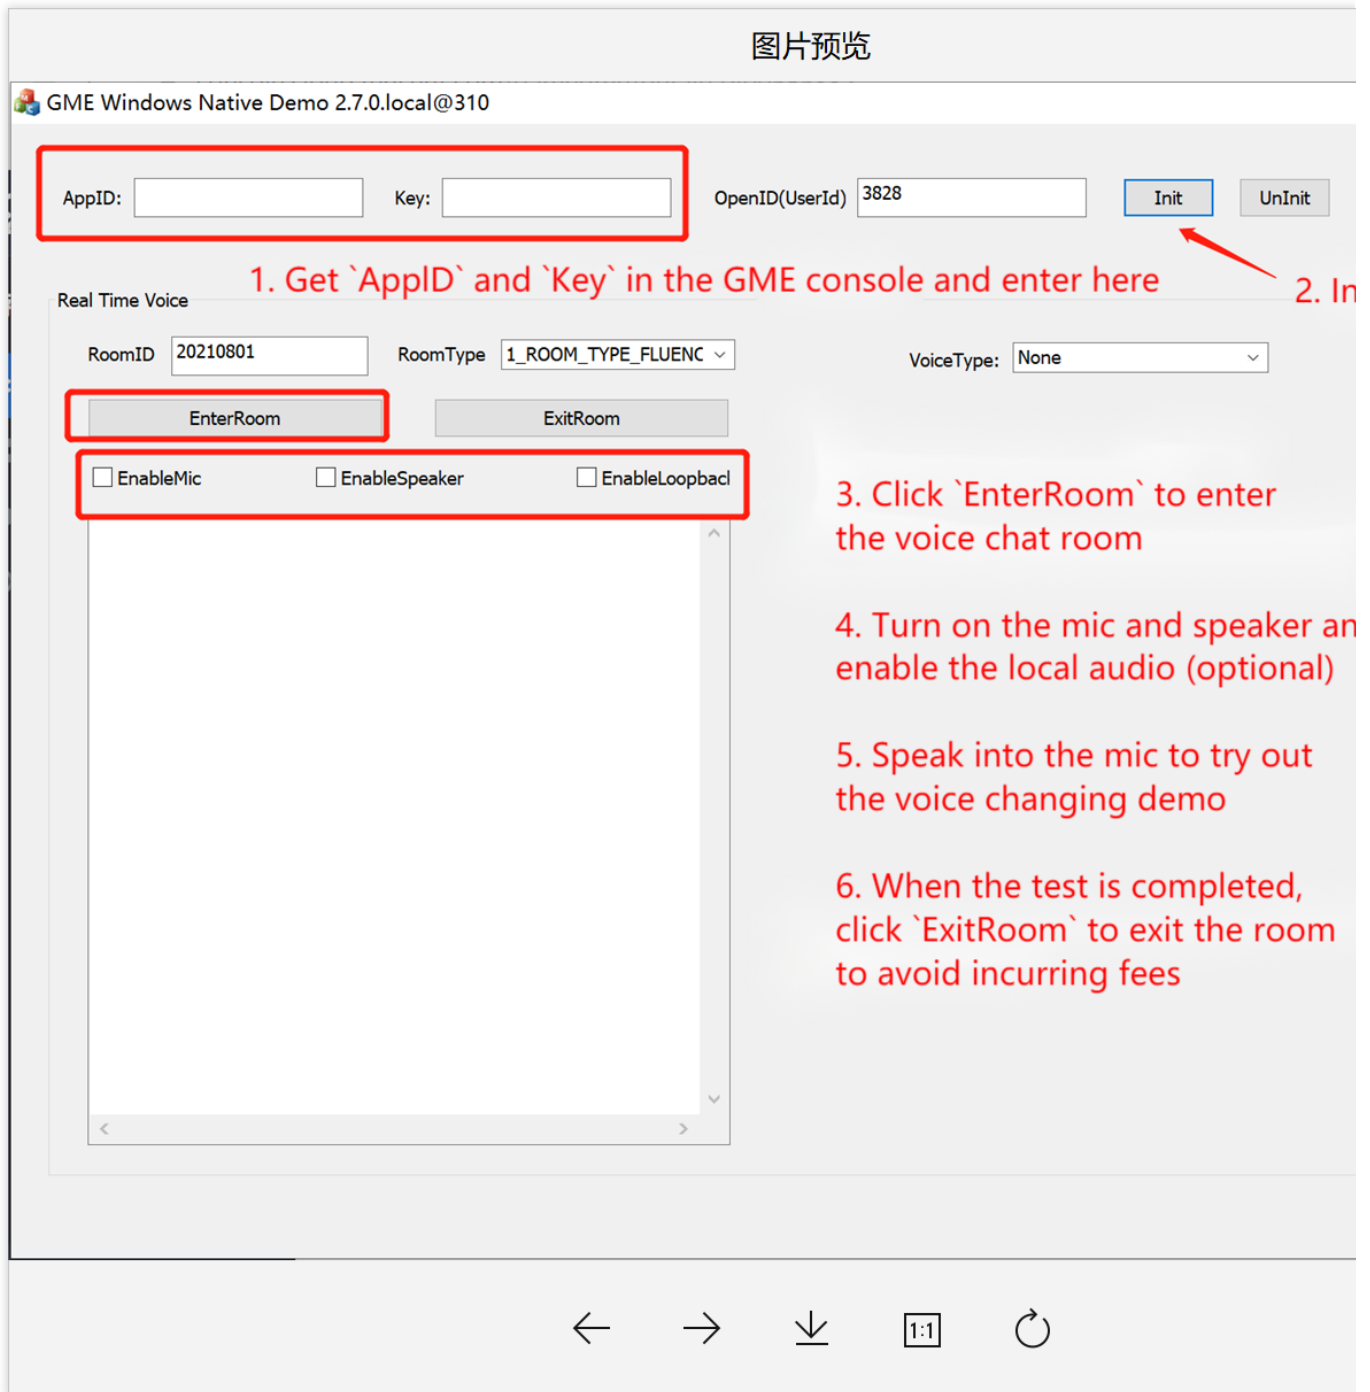 图片预览
GME Windows Native Demo 2.7.0.local@310
AppID: Key: OpenID(UserId) 3828 Init UnInit
1. Get `AppID` and `Key` in the GME console and enter here
2. In
Real Time Voice
RoomID 20210801 RoomType 1_ROOM_TYPE_FLUENC VoiceType: None
EnterRoom ExitRoom
EnableMic EnableSpeaker EnableLoopbacl
3. Click `EnterRoom` to enter
the voice chat room
4. Turn on the mic and speaker an
enable the local audio (optional)
5. Speak into the mic to try out
the voice changing demo
6. When the test is completed,
click `ExitRoom` to exit the room
to avoid incurring fees
1:1